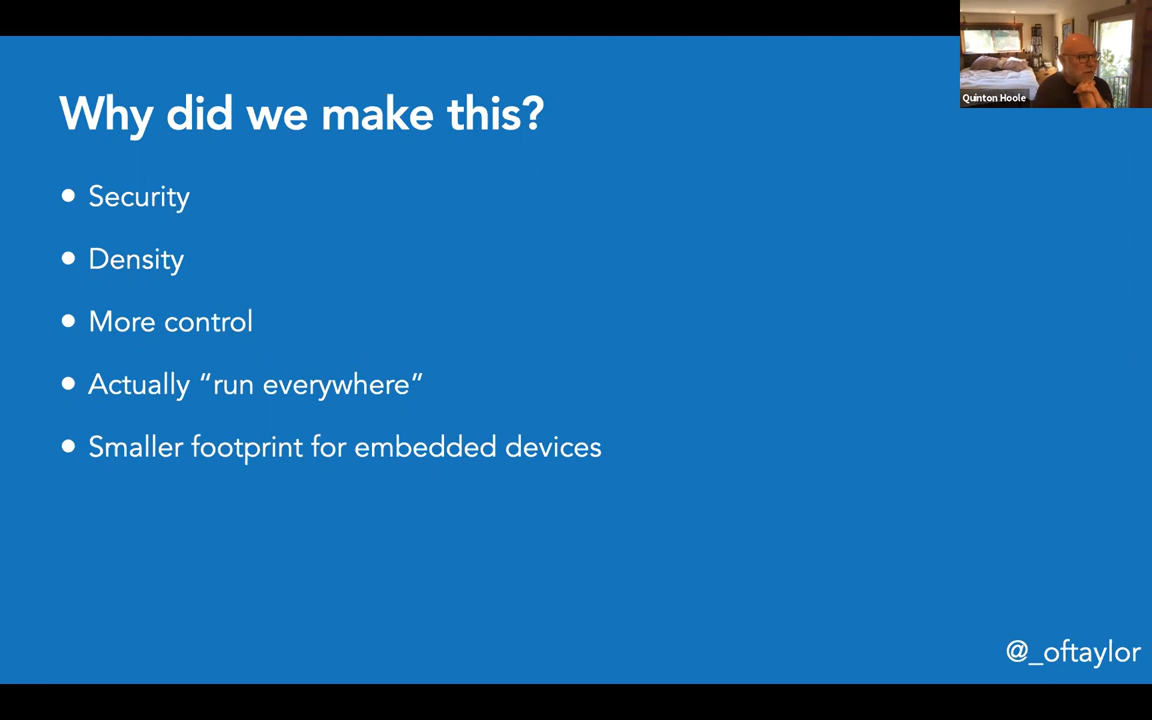 Quinton Hoole
Why did we make this?
• Security
• Density
• More control
• Actually “run everywhere”
• Smaller footprint for embedded devices
@_oftaylor